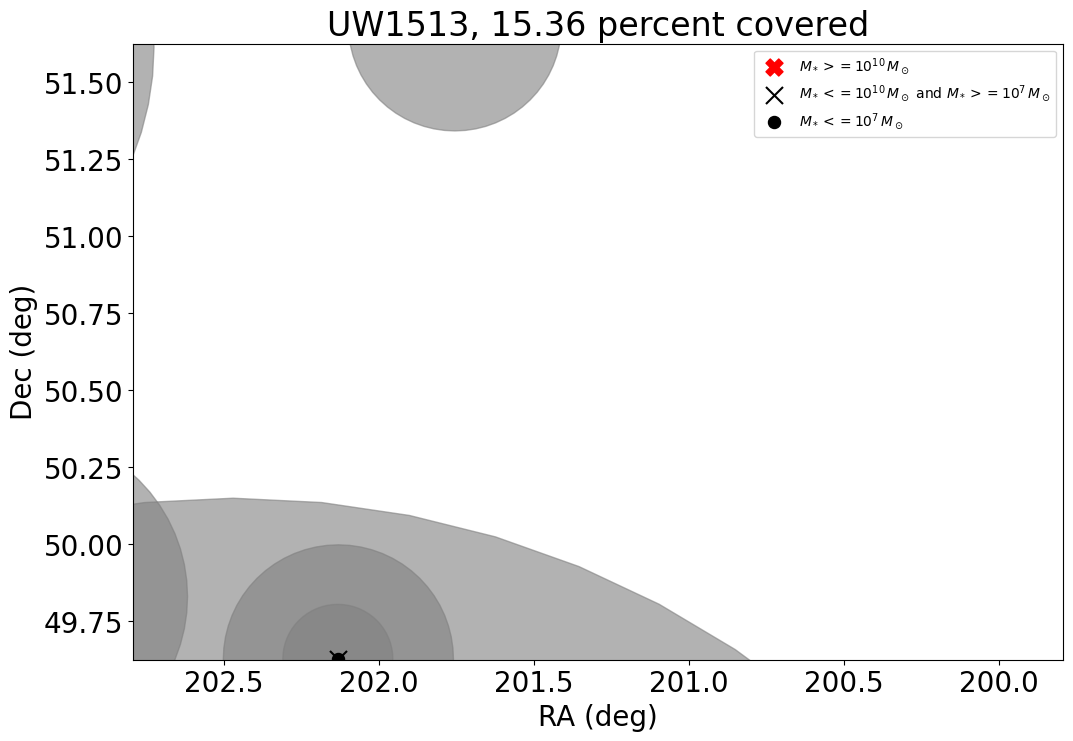 UW1513, 15.36 percent covered
M* >= 10^10 M⊙
M* <= 10^10 M⊙ and M* >= 10^7 M⊙
M* <= 10^7 M⊙
51.50
51.25
51.00
50.75
50.50
50.25
50.00
49.75
Dec (deg)
202.5 202.0 201.5 201.0 200.5 200.0
RA (deg)